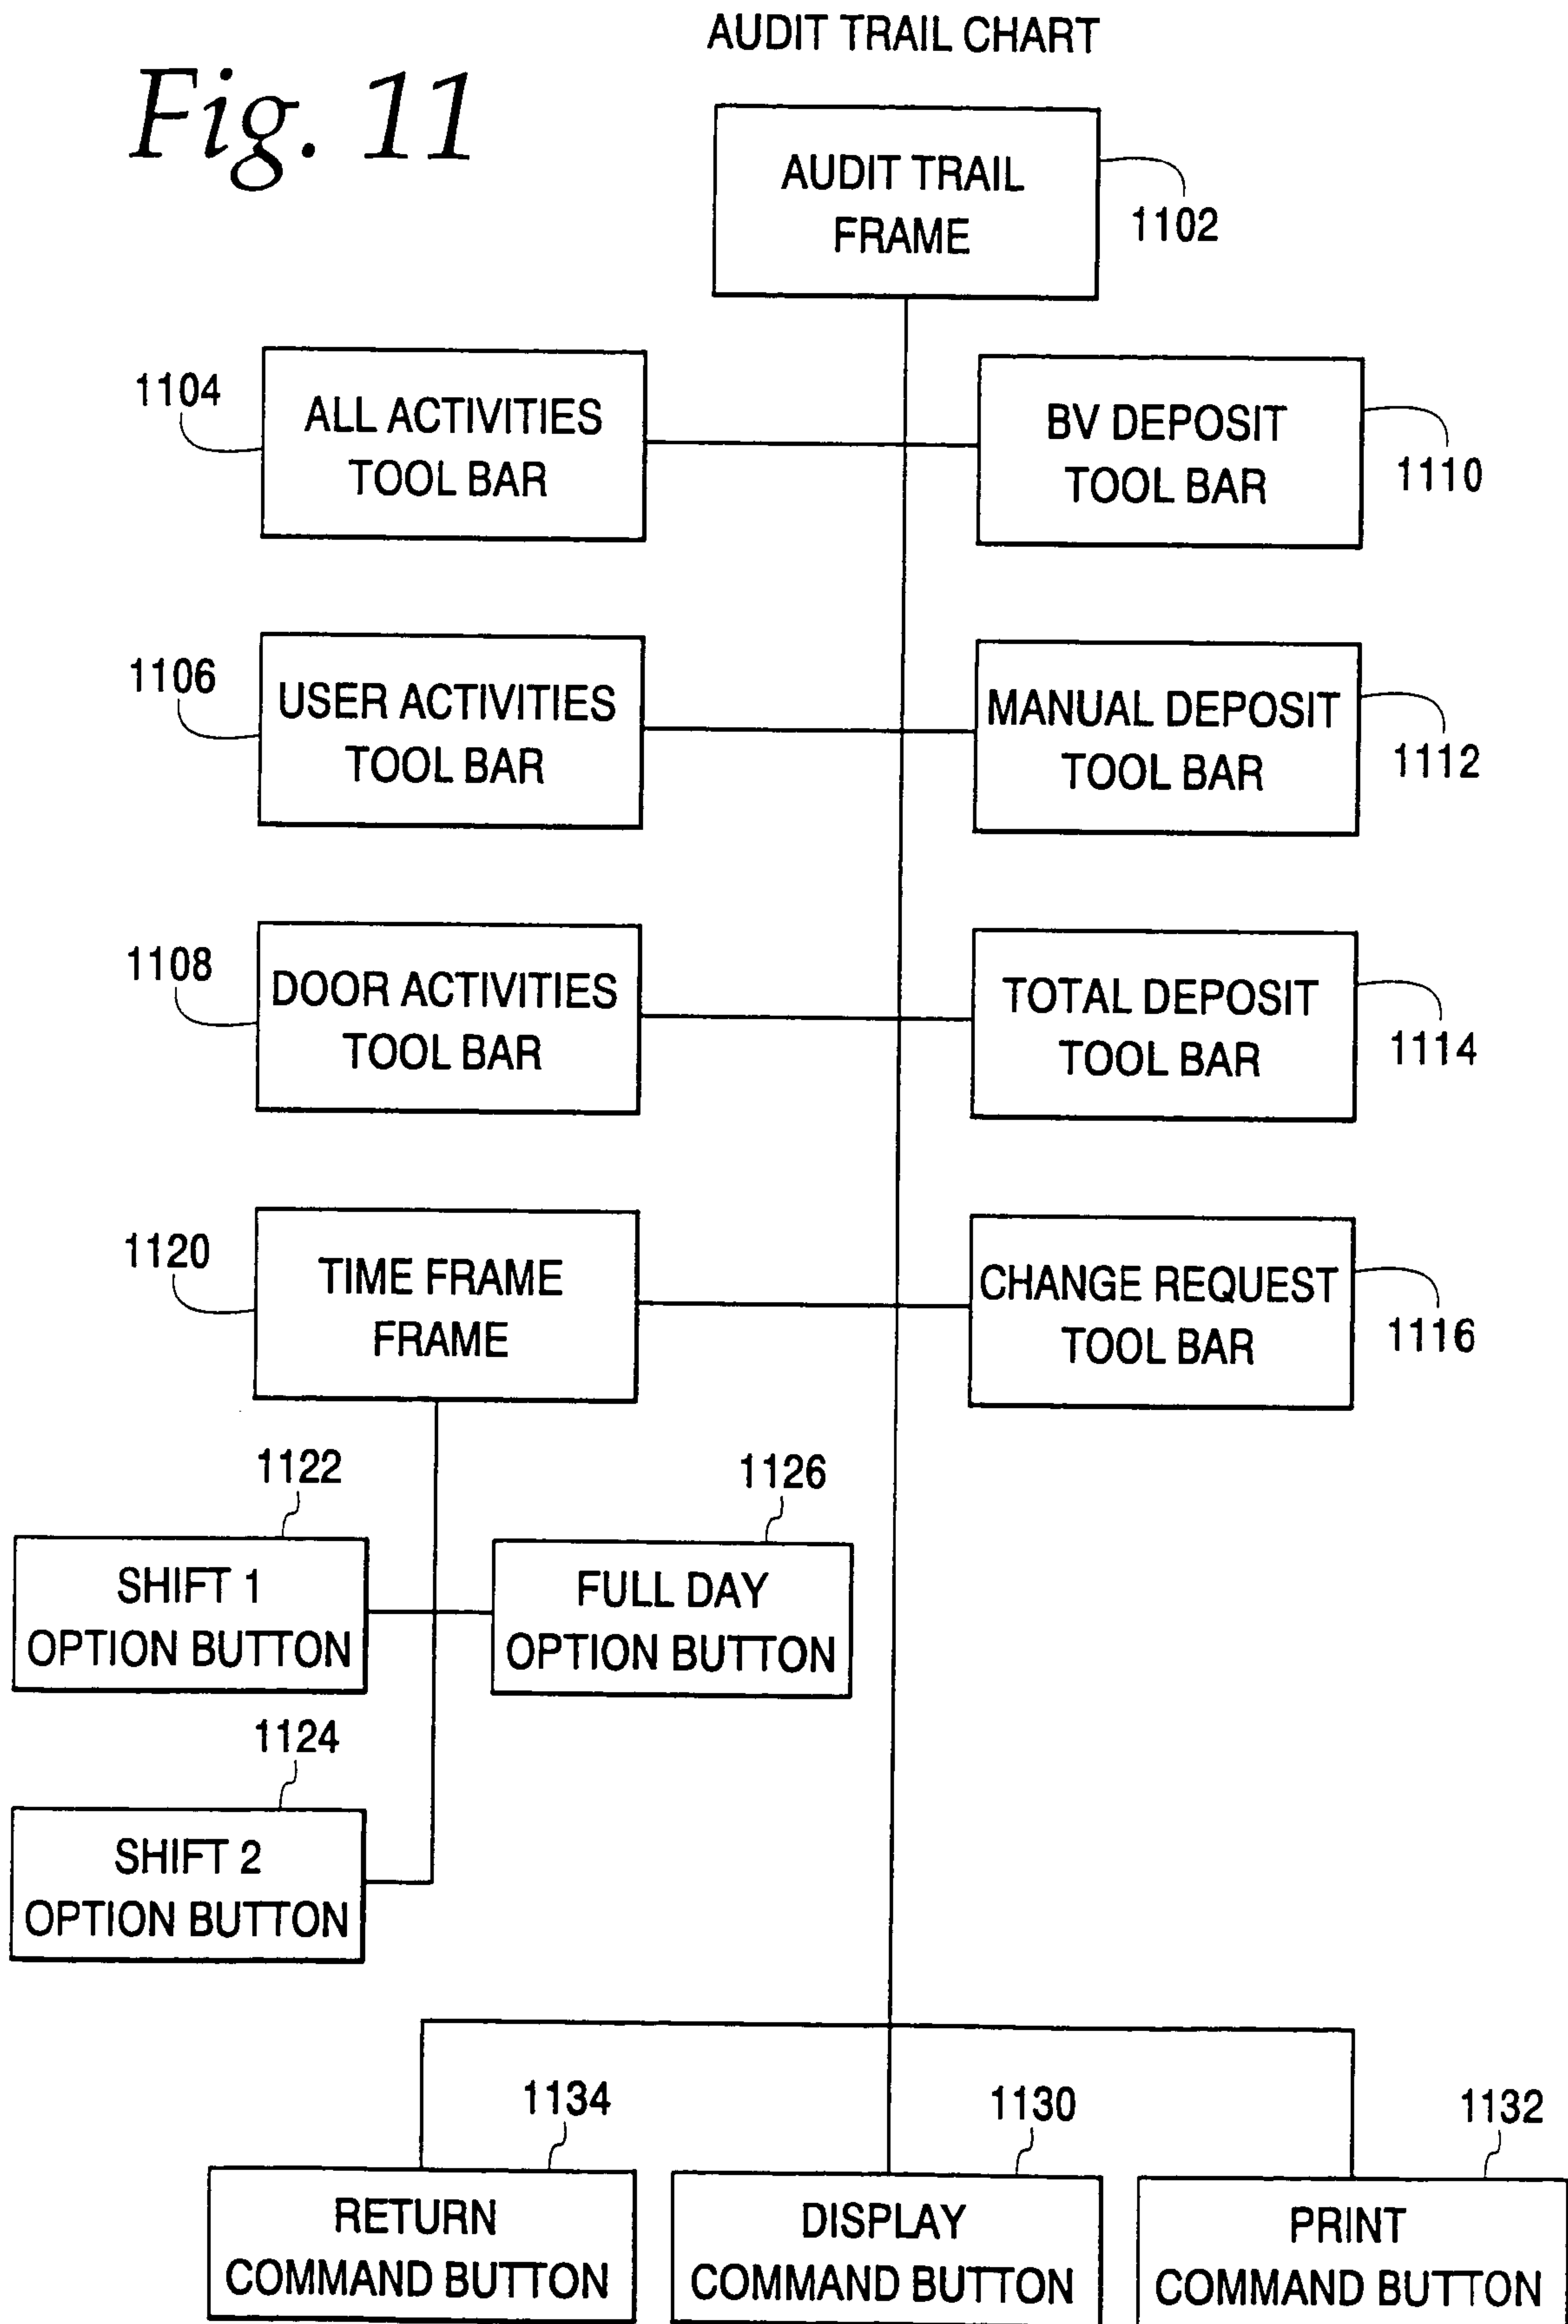 AUDIT TRAIL CHART
Fig. 11
AUDIT TRAIL
FRAME
1102
1104
ALL ACTIVITIES
TOOL BAR
BV DEPOSIT
TOOL BAR
1110
1106
USER ACTIVITIES
TOOL BAR
MANUAL DEPOSIT
TOOL BAR
1112
1108
DOOR ACTIVITIES
TOOL BAR
TOTAL DEPOSIT
TOOL BAR
1114
1120
TIME FRAME
FRAME
CHANGE REQUEST
TOOL BAR
1116
1122
SHIFT 1
OPTION BUTTON
1126
FULL DAY
OPTION BUTTON
1124
SHIFT 2
OPTION BUTTON
1134
RETURN
COMMAND BUTTON
1130
DISPLAY
COMMAND BUTTON
1132
PRINT
COMMAND BUTTON